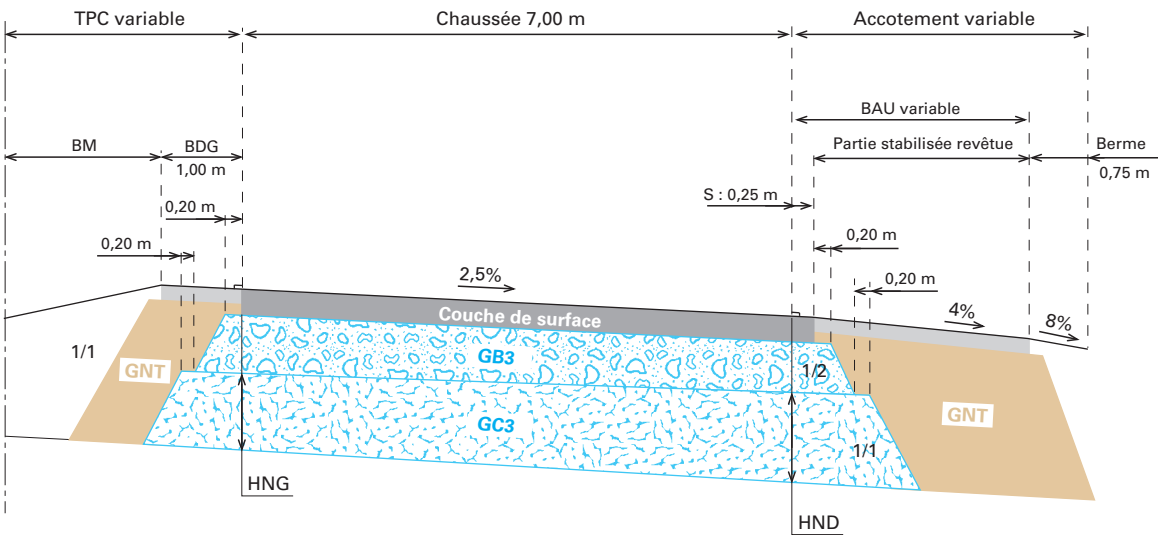 TPC variable
Chaussée 7,00 m
Accotement variable
BAU variable
BM
BDG
Partie stabilisée revêtue
Berme
1,00 m
0,75 m
S : 0,25 m
0,20 m
0,20 m
0,20 m
0,20 m
2,5%
4%
8%
Couche de surface
1/1
GB3
1/2
GNT
GNT
GC3
1/1
HNG
HND